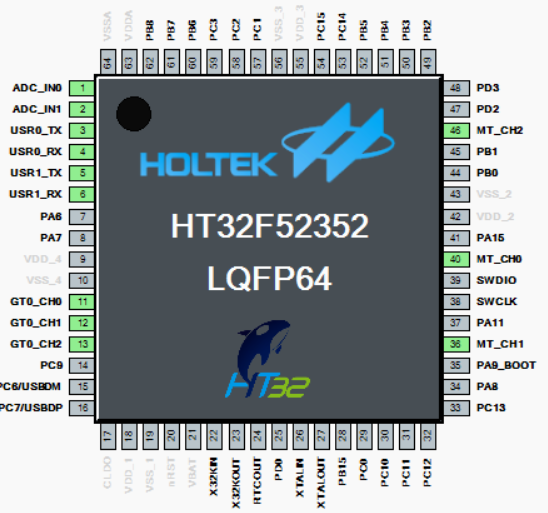 VSSA
VDDA
PB8
PB7
PB6
PC3
PC2
PC1
VSS_3
VDD_3
PC15
PC14
PB5
PB4
PB3
PB2
64 63 62 61 60 59 58 57 56 55 54 53 52 51 50 49
ADC_IN0 1
ADC_IN1 2
USR0_TX 3
USR0_RX 4
USR1_TX 5
USR1_RX 6
PA6 7
PA7 8
VDD_4 9
VSS_4 10
GT0_CH0 11
GT0_CH1 12
GT0_CH2 13
PC9 14
PC6/USBDM 15
PC7/USBDP 16
HOLTEK
HT32F52352
LQFP64
HT32
48 PD3
47 PD2
46 MT_CH2
45 PB1
44 PB0
43 VSS_2
42 VDD_2
41 PA15
40 MT_CH0
39 SWDIO
38 SWCLK
37 PA11
36 MT_CH1
35 PA9_BOOT
34 PA8
33 PC13
17 18 19 20 21 22 23 24 25 26 27 28 29 30 31 32
CLDO
VDD_1
VSS_1
nRST
VBAT
X32KIN
X32KOUT
RTCOUT
PD0
XTALIN
XTALOUT
PB15
PC0
PC10
PC11
PC12